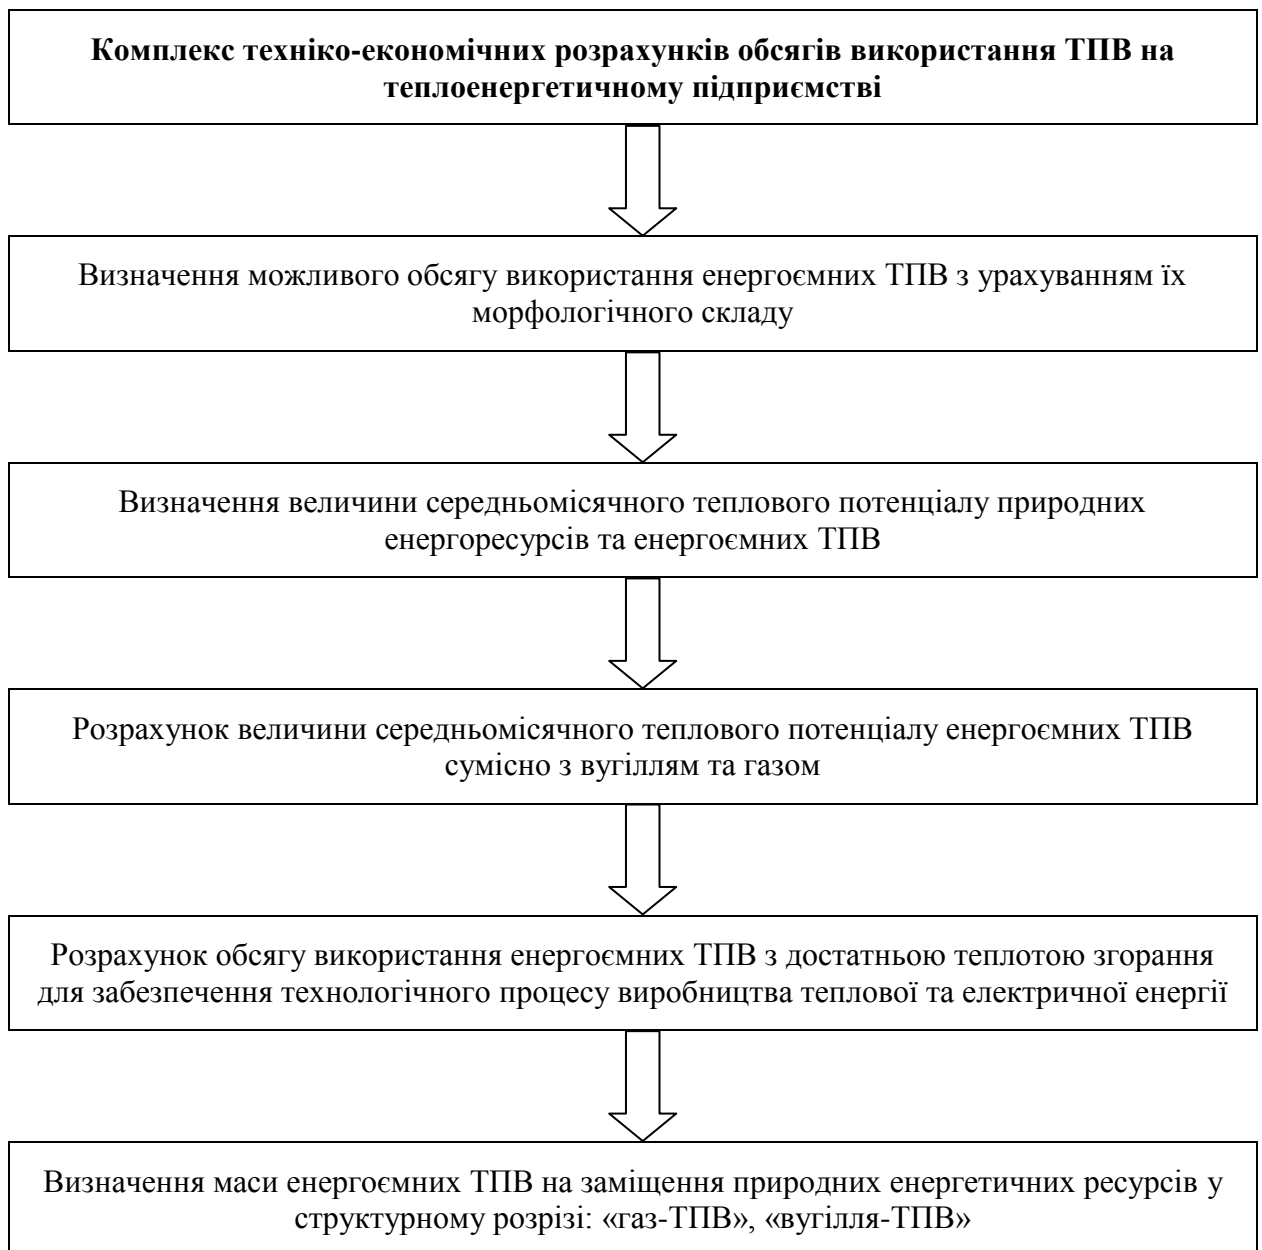 Комплекс техніко-економічних розрахунків обсягів використання ТПВ на
теплоенергетичному підприємстві
Визначення можливого обсягу використання енергоємних ТПВ з урахуванням їх
морфологічного складу
Визначення величини середньомісячного теплового потенціалу природних
енергоресурсів та енергоємних ТПВ
Розрахунок величини середньомісячного теплового потенціалу енергоємних ТПВ
сумісно з вугіллям та газом
Розрахунок обсягу використання енергоємних ТПВ з достатньою теплотою згорання
для забезпечення технологічного процесу виробництва теплової та електричної енергії
Визначення маси енергоємних ТПВ на заміщення природних енергетичних ресурсів у
структурному розрізі: «газ-ТПВ», «вугілля-ТПВ»